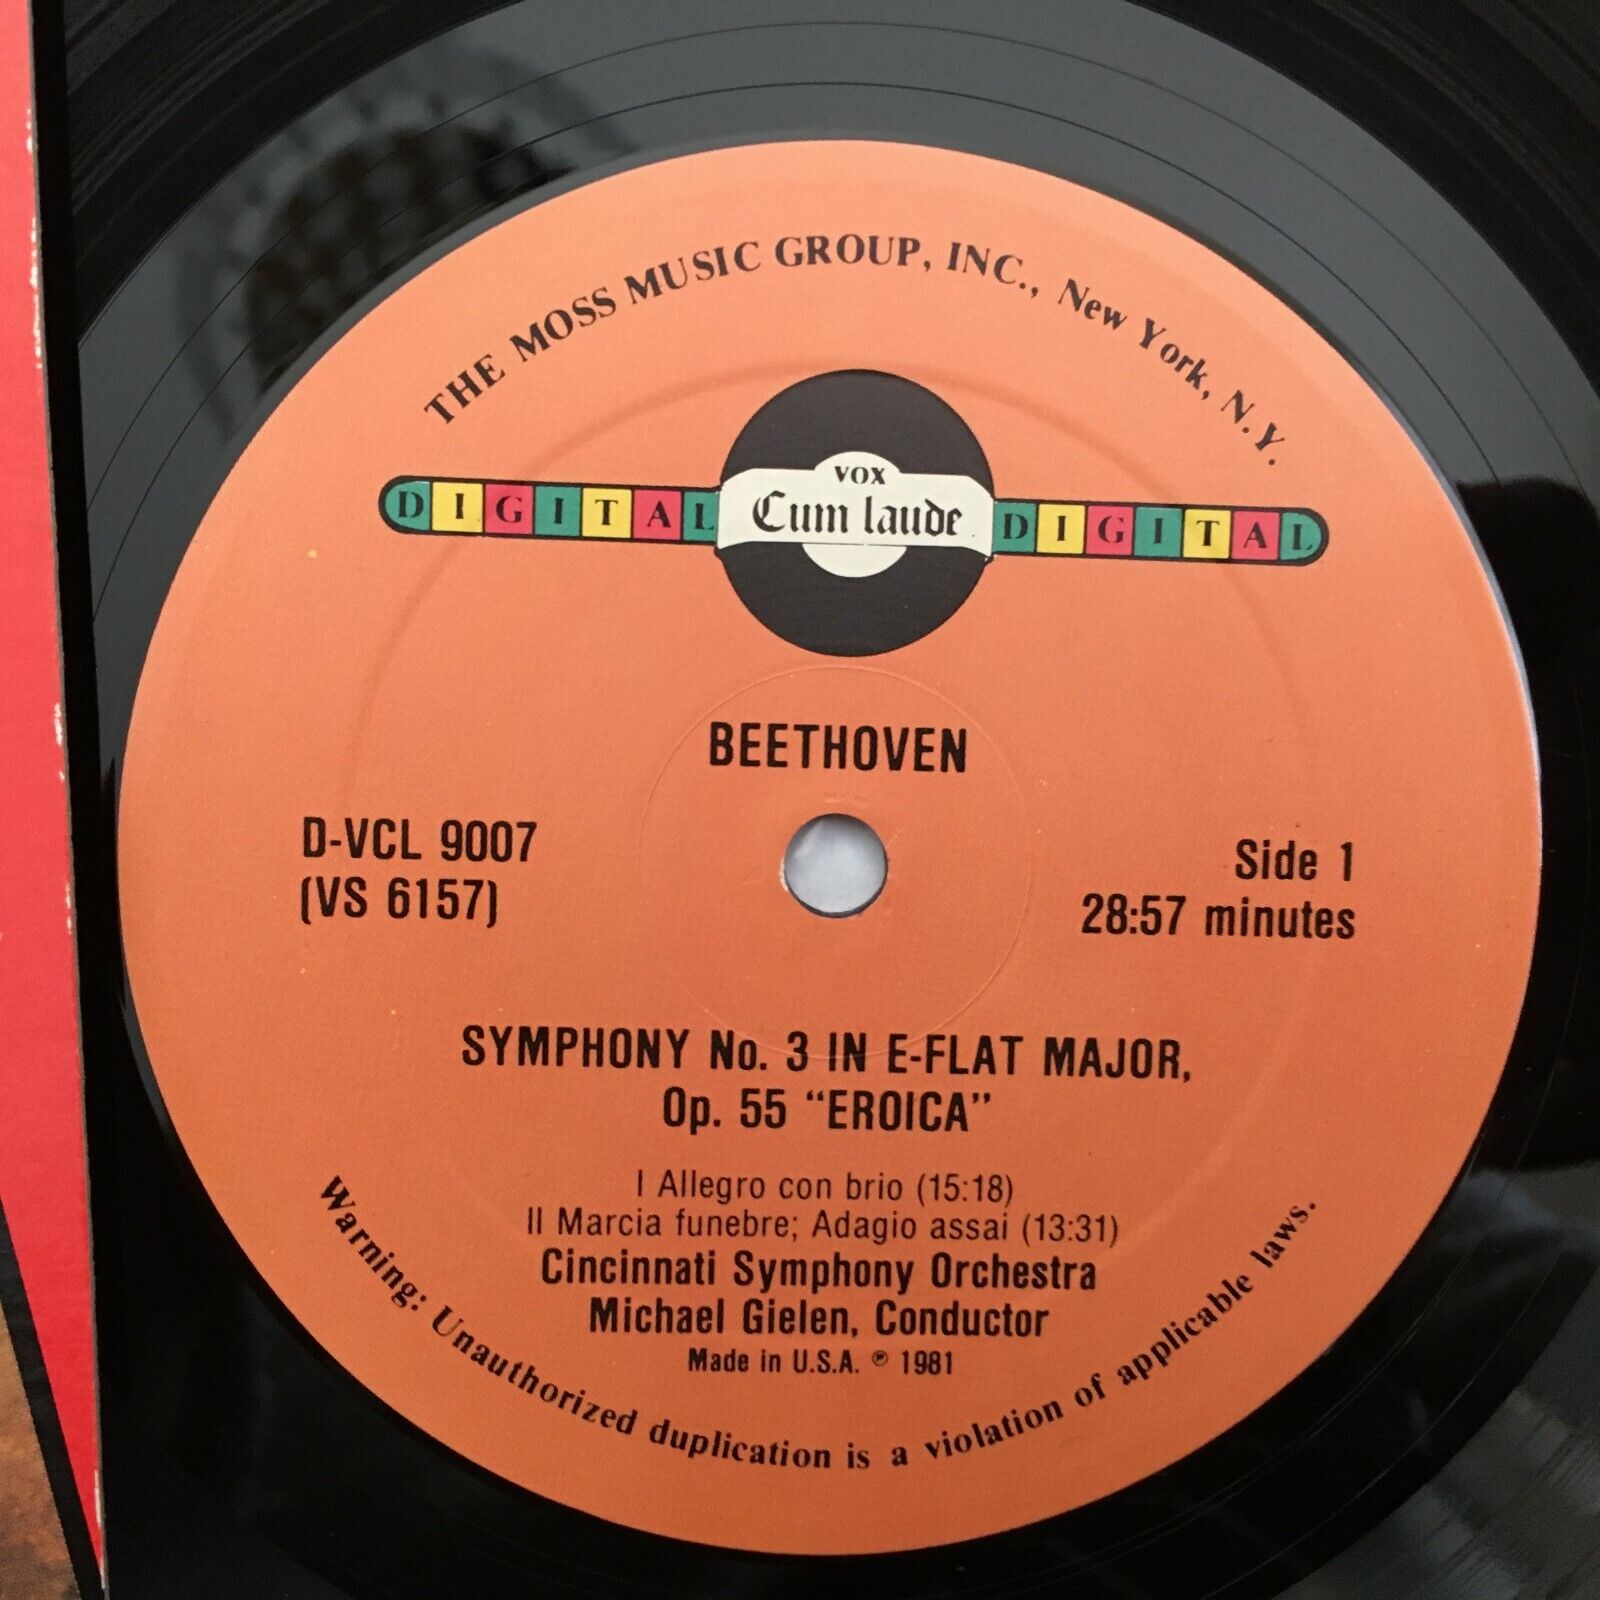 THE MOSS MUSIC GROUP, INC., New York, N.Y.
DIGITAL VOX Cum laude DIGITAL
BEETHOVEN
D-VCL 9007
(VS 6157)
Side 1
28:57 minutes
SYMPHONY No. 3 IN E-FLAT MAJOR,
Op. 55 "EROICA"
I Allegro con brio (15:18)
II Marcia funebre; Adagio assai (13:31)
Cincinnati Symphony Orchestra
Michael Gielen, Conductor
Made in U.S.A. ℗ 1981
Warning: Unauthorized duplication is a violation of applicable laws.